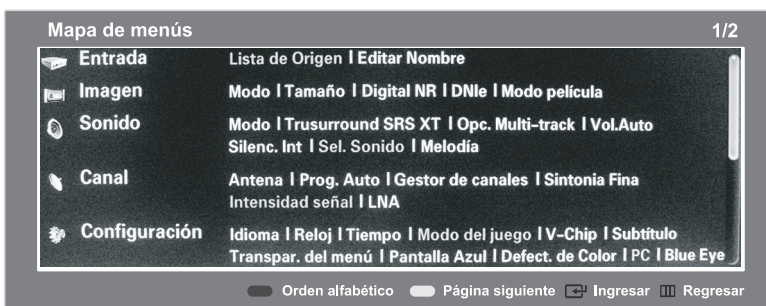 Mapa de menús 1/2
Entrada Lista de Origen l Editar Nombre
Imagen Modo l Tamaño l Digital NR l DNIe l Modo película
Sonido Modo l Trusurround SRS XT l Opc. Multi-track l Vol.Auto
Silenc. Int l Sel. Sonido l Melodía
Canal Antena l Prog. Auto l Gestor de canales l Sintonia Fina
Intensidad señal l LNA
Configuración Idioma l Reloj l Tiempo l Modo del juego l V-Chip l Subtítulo
Transpar. del menú l Pantalla Azul l Defect. de Color l PC l Blue Eye
Orden alfabético Página siguiente Ingresar Regresar